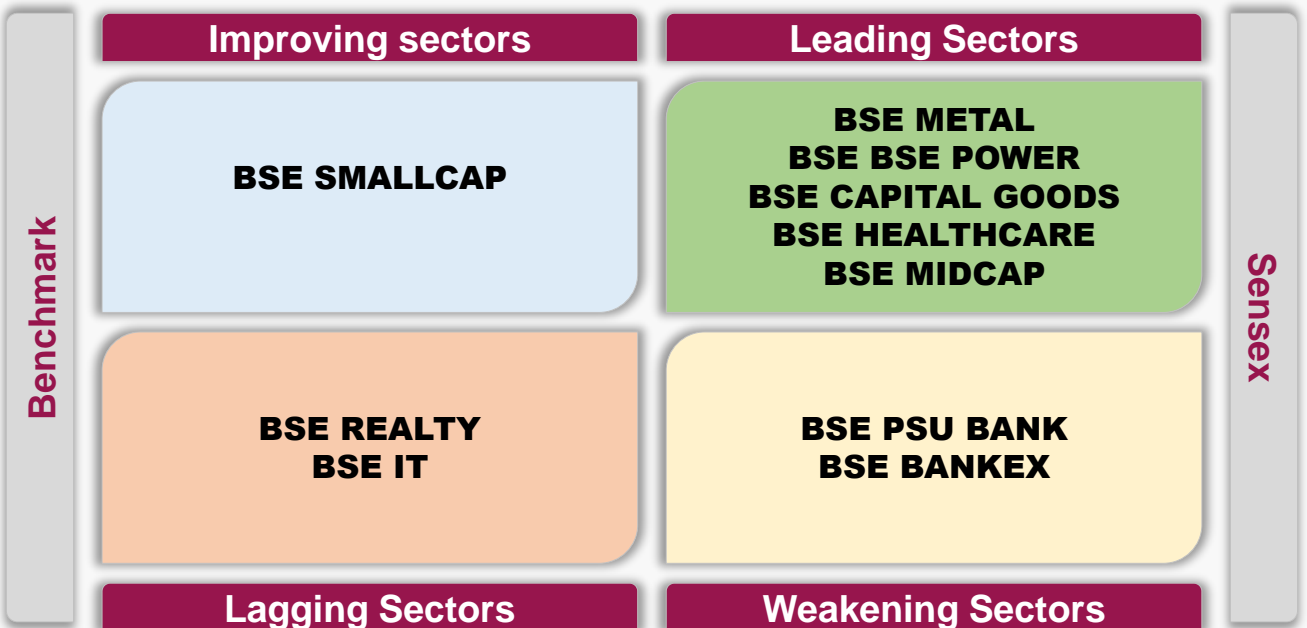 Benchmark
Improving sectors
BSE SMALLCAP
Leading Sectors
BSE METAL
BSE BSE POWER
BSE CAPITAL GOODS
BSE HEALTHCARE
BSE MIDCAP
BSE REALTY
BSE IT
Lagging Sectors
BSE PSU BANK
BSE BANKEX
Weakening Sectors
Sensex